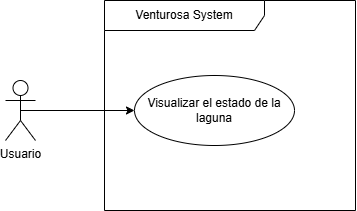 Venturosa System
Visualizar el estado de la
laguna
Usuario